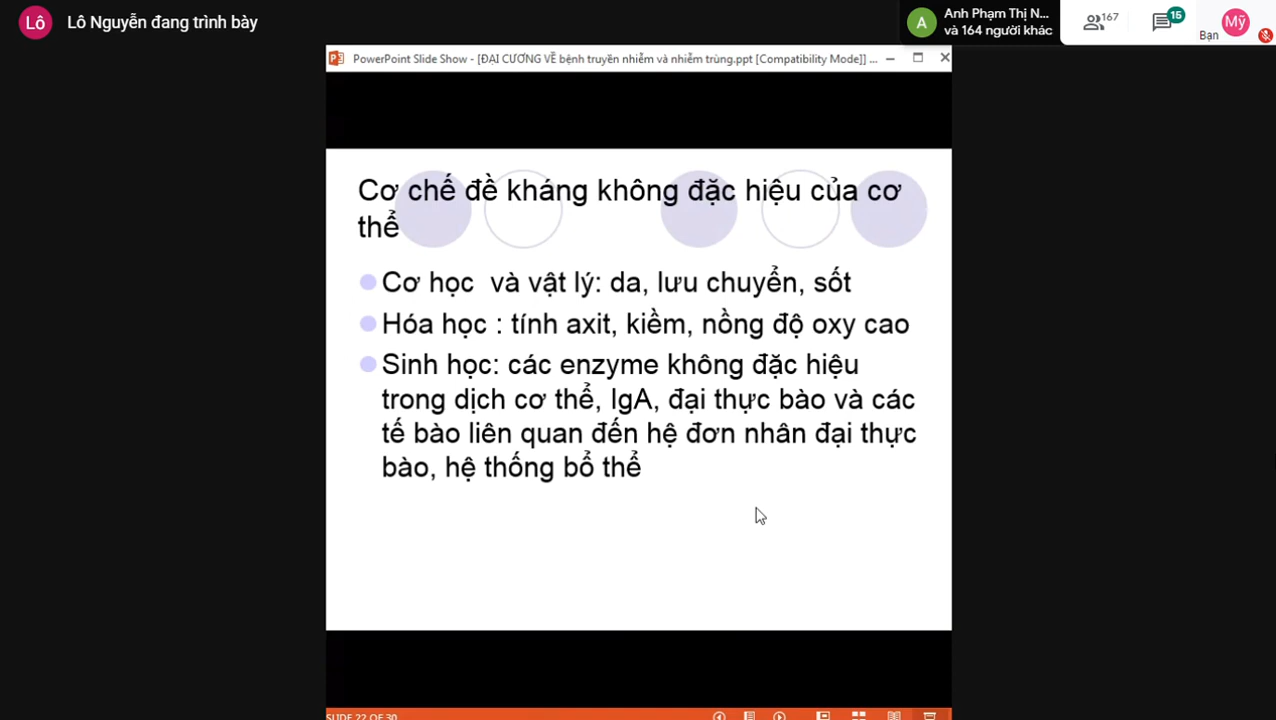 Lô
Lô Nguyễn đang trình bày
A
Anh Phạm Thị N...
và 164 người khác
167
15
Mỹ
Bạn
PowerPoint Slide Show - [ĐẠI CƯƠNG VỀ bệnh truyền nhiễm và nhiễm trùng.ppt [Compatibility Mode]] ...
Cơ chế đề kháng không đặc hiệu của cơ
thể
Cơ học và vật lý: da, lưu chuyển, sốt
Hóa học : tính axit, kiềm, nồng độ oxy cao
Sinh học: các enzyme không đặc hiệu
trong dịch cơ thể, IgA, đại thực bào và các
tế bào liên quan đến hệ đơn nhân đại thực
bào, hệ thống bổ thể
SLIDE 22 OF 30